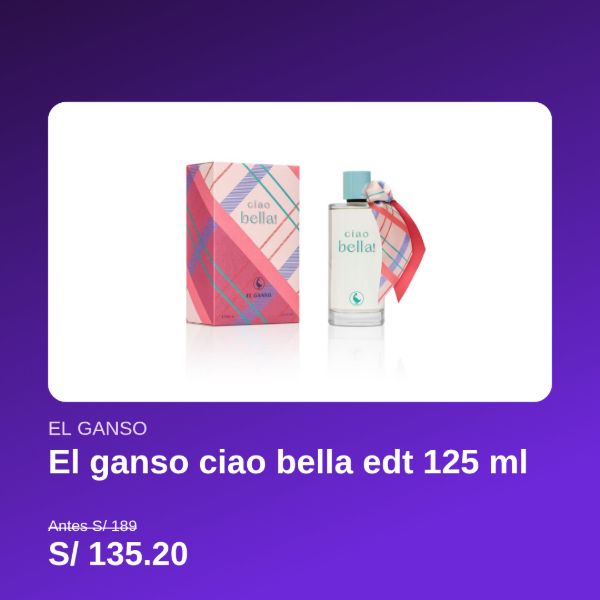 ciao
bella!
EL GANSO
ciao
bella!
EL GANSO
El ganso ciao bella edt 125 ml
Antes S/ 189
S/ 135.20